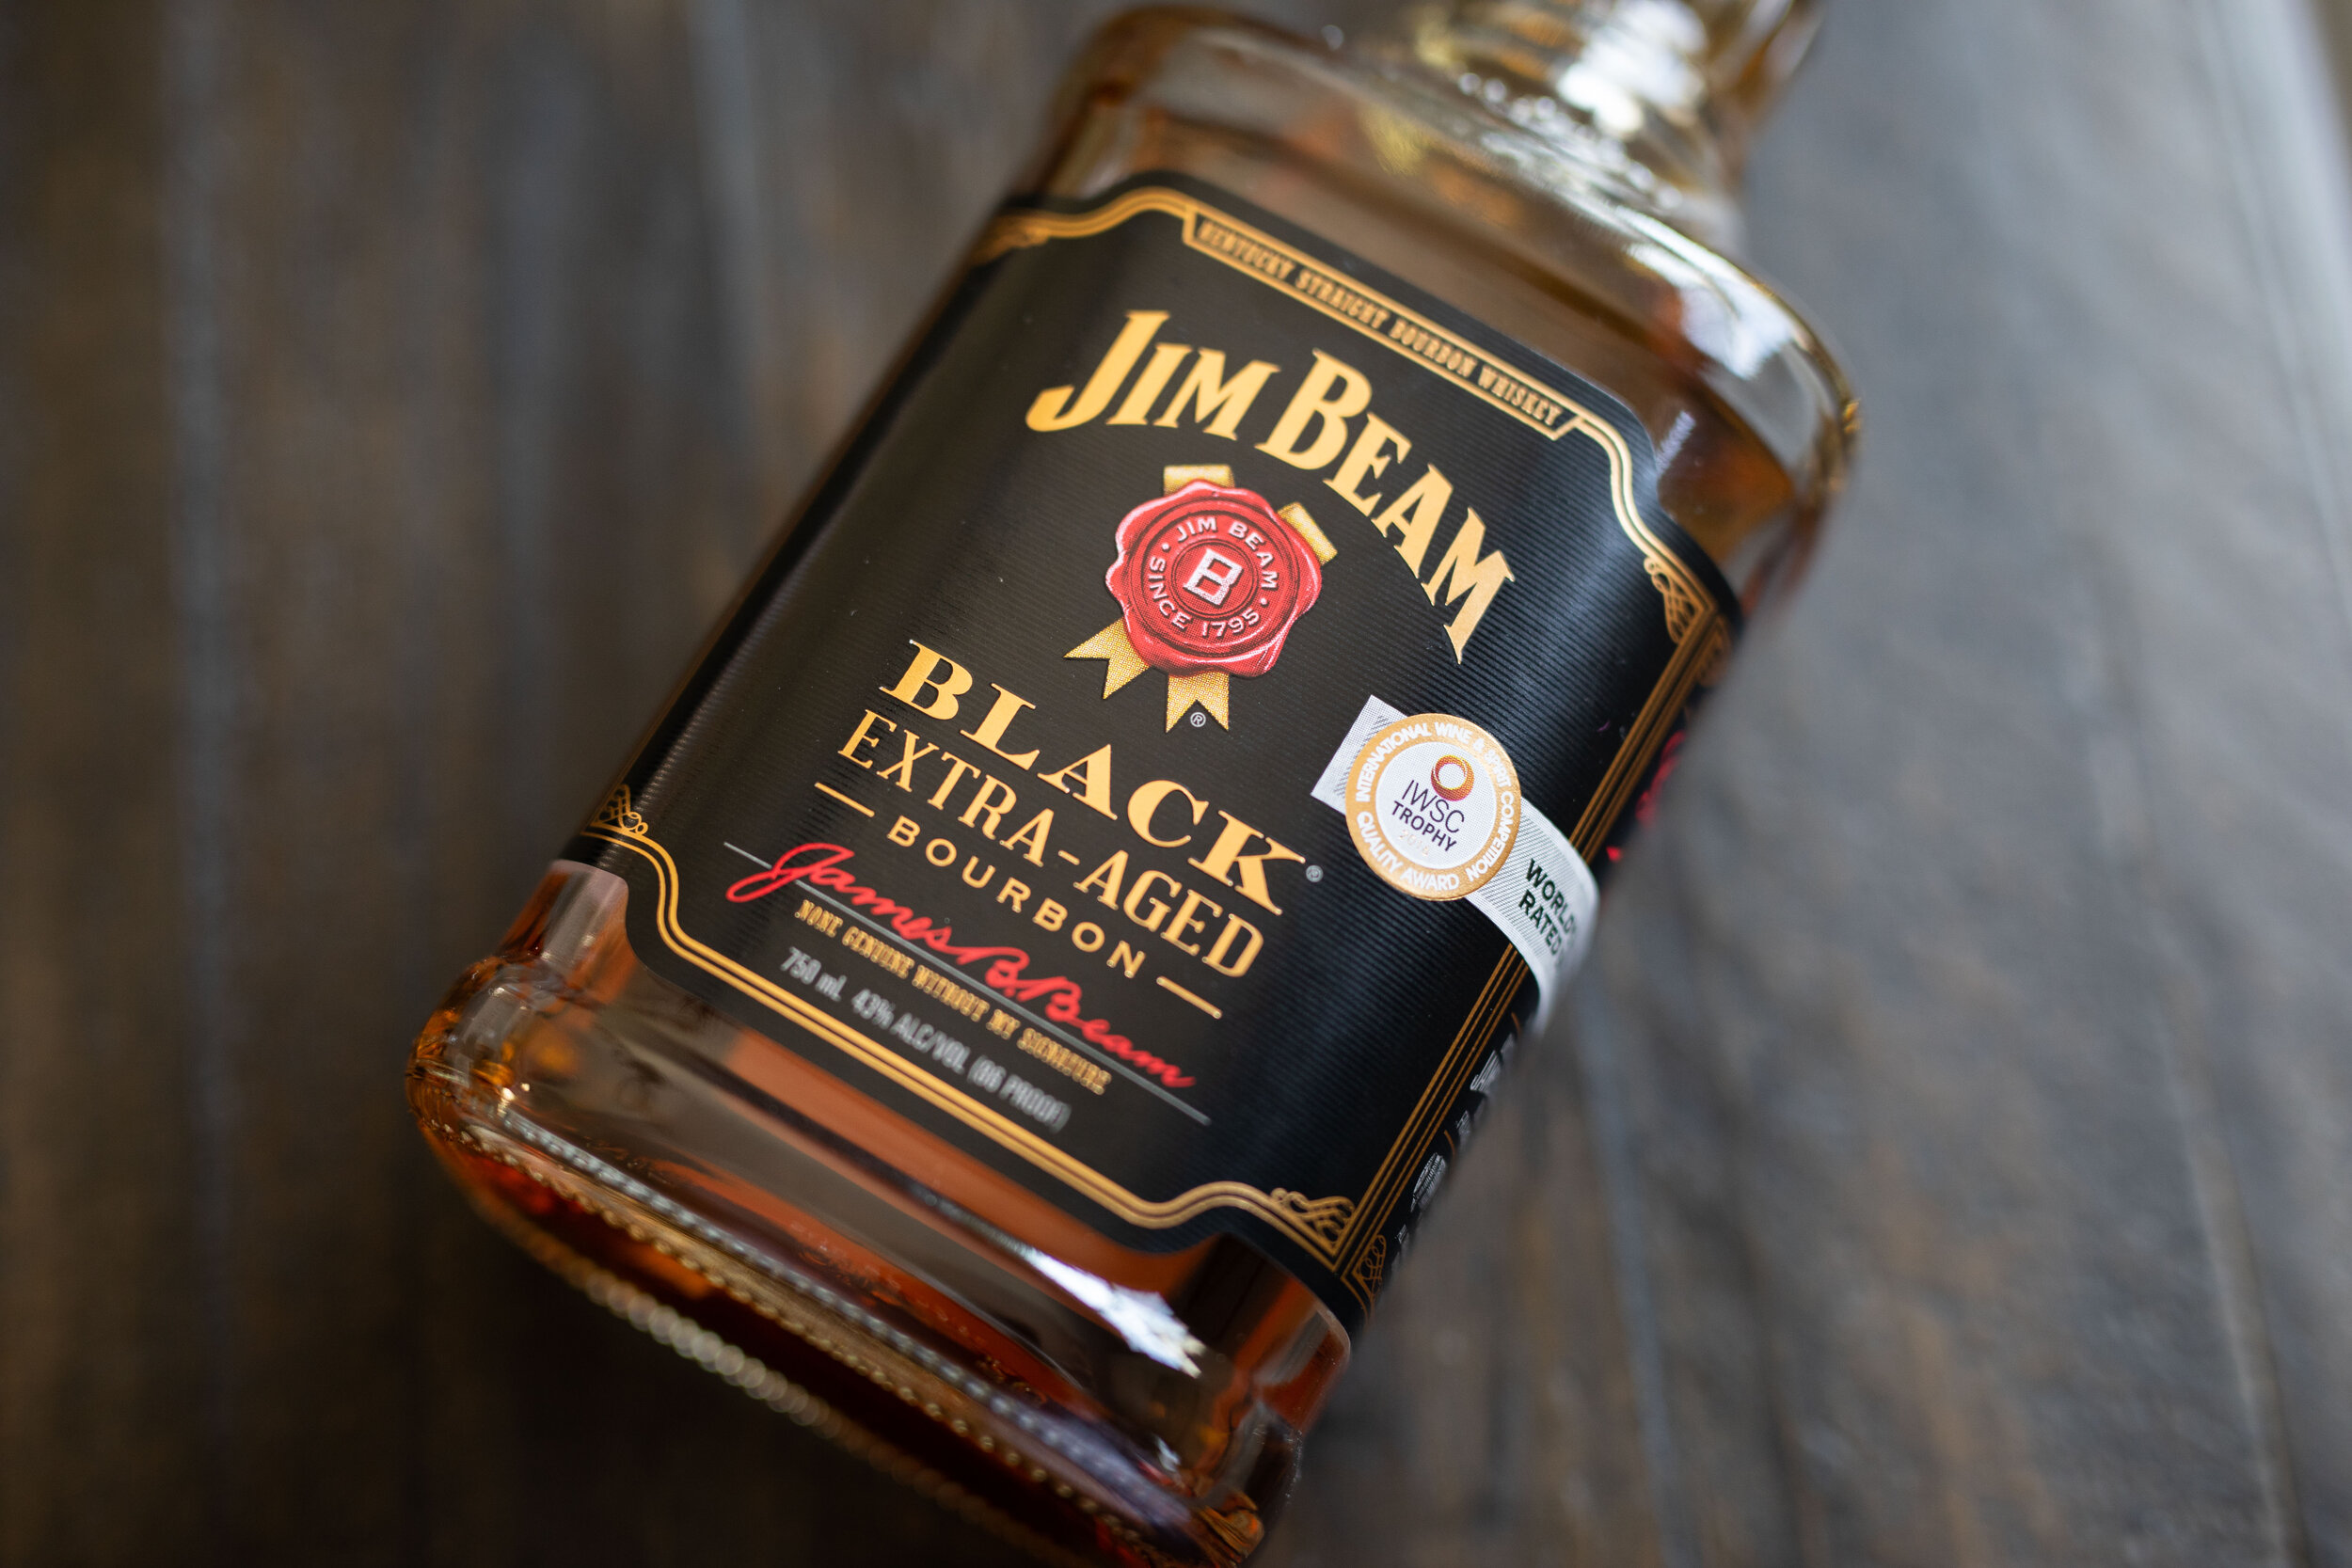 KENTUCKY STRAIGHT BOURBON WHISKEY
JIM BEAM
• JIM BEAM •
SINCE 1795
B
®
BLACK®
EXTRA-AGED
BOURBON
James B. Beam
NONE GENUINE WITHOUT MY SIGNATURE
750 mL 43% ALC/VOL (86 PROOF)
INTERNATIONAL WINE & SPIRIT COMPETITION
IWSC
TROPHY
QUALITY AWARD
RATED